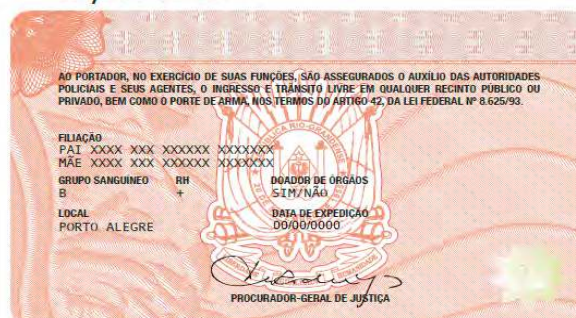 AO PORTADOR, NO EXERCÍCIO DE SUAS FUNÇÕES, SÃO ASSEGURADOS O AUXÍLIO DAS AUTORIDADES
POLICIAIS E SEUS AGENTES, O INGRESSO E TRÂNSITO LIVRE EM QUALQUER RECINTO PÚBLICO OU
PRIVADO, BEM COMO O PORTE DE ARMA, NOS TERMOS DO ARTIGO 42, DA LEI FEDERAL Nº 8.625/93.
FILIAÇÃO
PAI XXXX XXX XXXXXX XXXXXXX
MÃE XXXX XXX XXXXXX XXXXXXX
GRUPO SANGUÍNEO RH DOADOR DE ÓRGÃOS
B + SIM/NÃO
LOCAL DATA DE EXPEDIÇÃO
PORTO ALEGRE 00/00/0000
PROCURADOR-GERAL DE JUSTIÇA